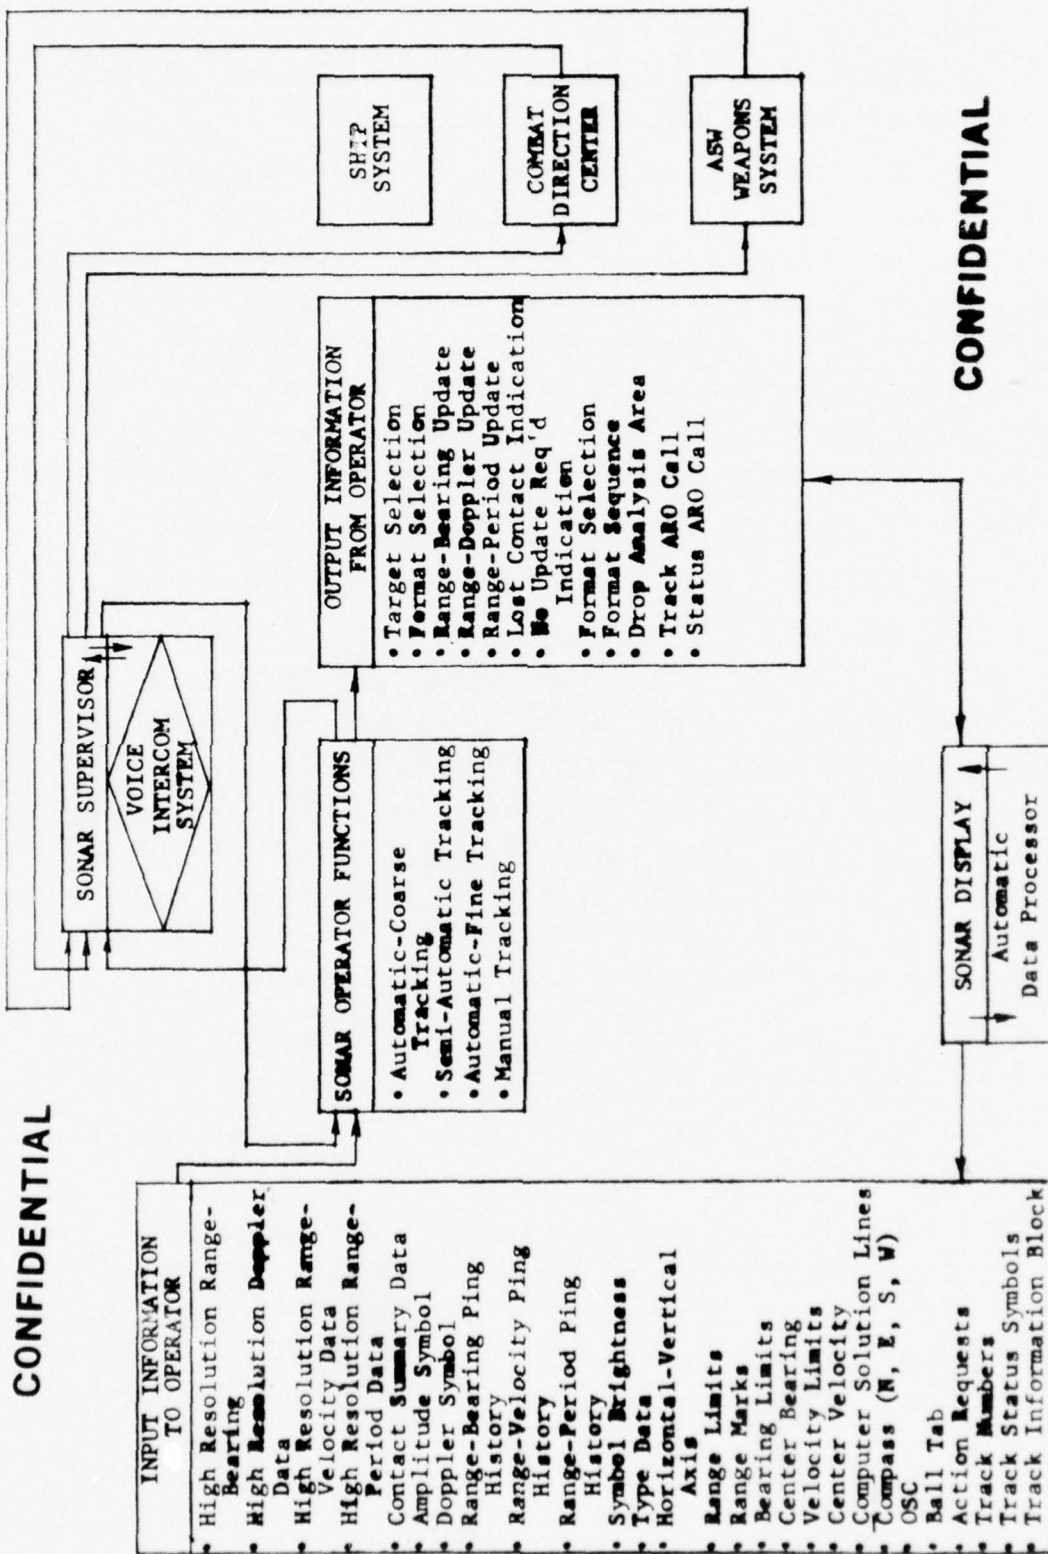 CONFIDENTIAL
INPUT INFORMATION
TO OPERATOR
• High Resolution Range-
Bearing
• High Resolution Doppler
Data
• High Resolution Range-
Velocity Data
• High Resolution Range-
Period Data
• Contact Summary Data
• Amplitude Symbol
• Doppler Symbol
• Range-Bearing Ping
History
• Range-Velocity Ping
History
• Range-Period Ping
History
• Symbol Brightness
• Type Data
• Horizontal-Vertical
Axis
• Range Limits
• Range Marks
• Bearing Limits
• Center Bearing
• Velocity Limits
• Center Velocity
• Computer Solution Lines
• Compass (N, E, S, W)
• OSC
• Ball Tab
• Action Requests
• Track Numbers
• Track Status Symbols
• Track Information Block
SONAR SUPERVISOR
VOICE
INTERCOM
SYSTEM
SONAR OPERATOR FUNCTIONS
• Automatic-Coarse
Tracking
• Semi-Automatic Tracking
• Automatic-Fine Tracking
• Manual Tracking
SONAR DISPLAY
Automatic
Data Processor
OUTPUT INFORMATION
FROM OPERATOR
• Target Selection
• Format Selection
• Range-Bearing Update
• Range-Doppler Update
• Range-Period Update
• Lost Contact Indication
• No Update Req'd
Indication
• Format Selection
• Format Sequence
• Drop Analysis Area
• Track ARO Call
• Status ARO Call
SHIP
SYSTEM
COMBAT
DIRECTION
CENTER
ASW
WEAPONS
SYSTEM
CONFIDENTIAL